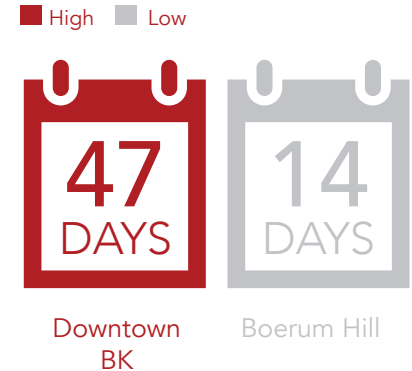 High Low
47
DAYS
14
DAYS
Downtown
BK
Boerum Hill